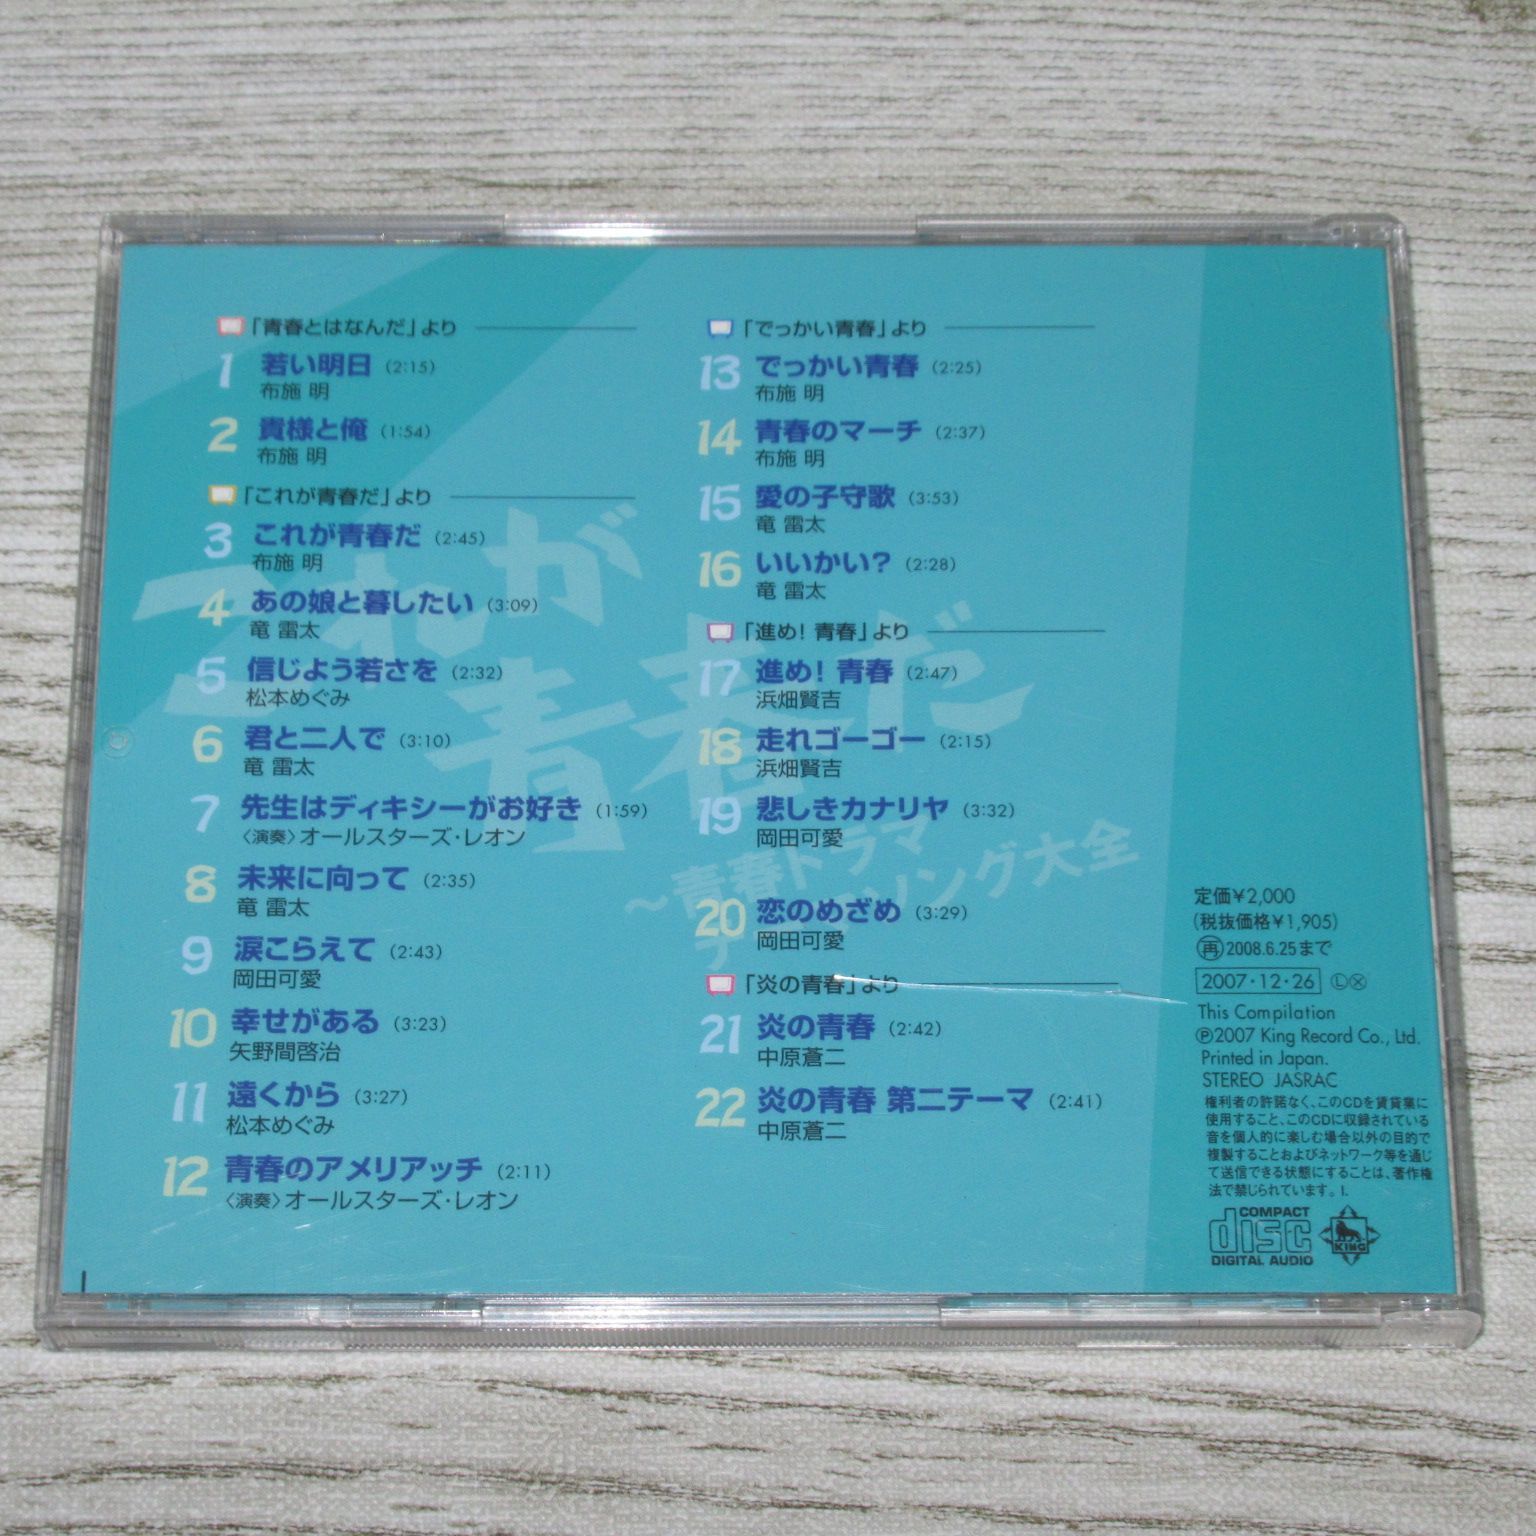 「青春とはなんだ」より
1 若い明日 (2:15)
布施 明
2 貴様と俺 (1:54)
布施 明
「これが青春だ」より
3 これが青春だ (2:45)
布施 明
4 あの娘と暮したい (3:09)
竜 雷太
5 信じよう若さを (2:32)
松本めぐみ
6 君と二人で (3:10)
竜 雷太
7 先生はディキシーがお好き (1:59)
〈演奏〉オールスターズ・レオン
8 未来に向って (2:35)
竜 雷太
9 涙こらえて (2:43)
岡田可愛
10 幸せがある (3:23)
矢野間啓治
11 遠くから (3:27)
松本めぐみ
12 青春のアメリアッチ (2:11)
〈演奏〉オールスターズ・レオン
「でっかい青春」より
13 でっかい青春 (2:25)
布施 明
14 青春のマーチ (2:37)
布施 明
15 愛の子守歌 (3:53)
竜 雷太
16 いいかい? (2:28)
竜 雷太
「進め! 青春」より
17 進め! 青春 (2:47)
浜畑賢吉
18 走れゴーゴー (2:15)
浜畑賢吉
19 悲しきカナリヤ (3:32)
岡田可愛
20 恋のめざめ (3:29)
岡田可愛
「炎の青春」より
21 炎の青春 (2:42)
中原蒼二
22 炎の青春 第二テーマ (2:41)
中原蒼二
これが
青春だ
~青春ドラマ
ソング大全
定価¥2,000
(税抜価格¥1,905)
再 2008.6.25まで
2007・12・26 Ⓛⓧ
This Compilation
Ⓟ2007 King Record Co., Ltd.
Printed in Japan.
STEREO JASRAC
権利者の許諾なく、このCDを賃貸業に
使用すること、このCDに収録されている
音を個人的に楽しむ場合以外の目的で
複製することおよびネットワーク等を通じ
て送信できる状態にすることは、著作権
法で禁じられています。I.
COMPACT
disc
DIGITAL AUDIO
KING